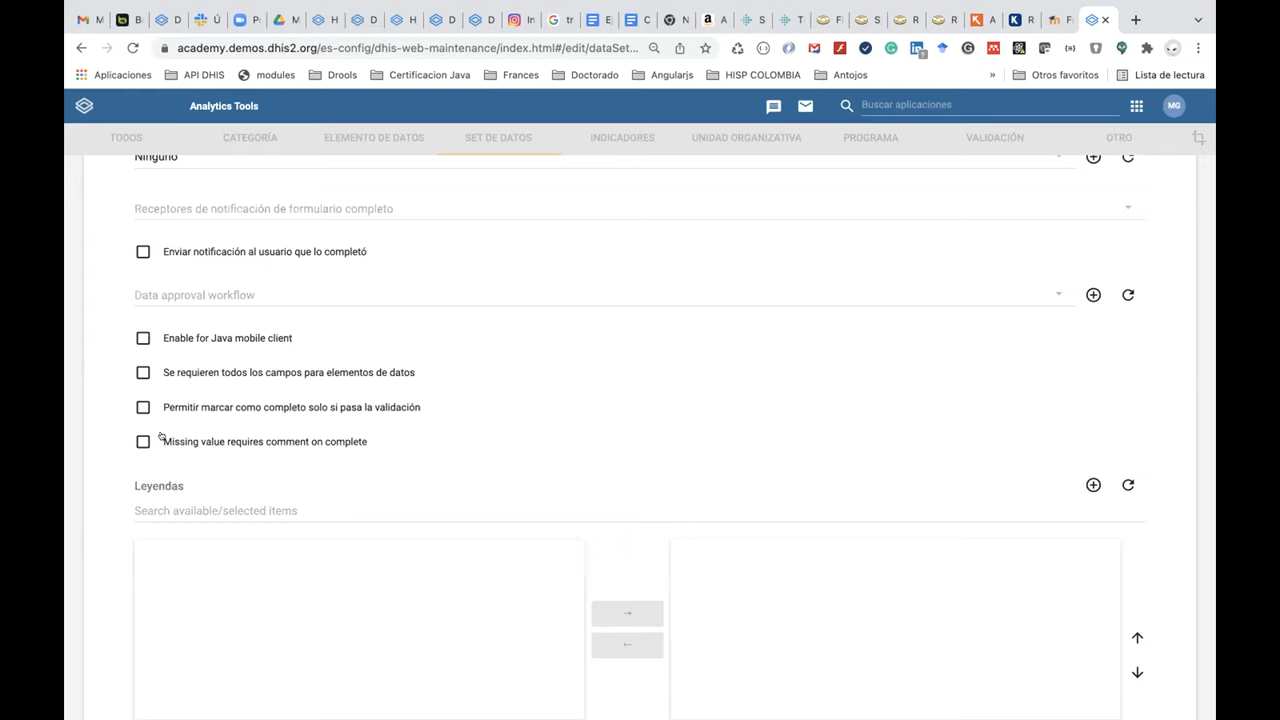 M
B
D
Ú
P
M
H
D
H
D
D
In
tr
E
C
N
A
S
T
Fi
S
R
R
A
R
F
academy.demos.dhis2.org/es-config/dhis-web-maintenance/index.html#/edit/dataSet...
Aplicaciones API DHIS modules Drools Certificacion Java Frances Doctorado Angularjs HISP COLOMBIA Antojos » Otros favoritos Lista de lectura
Analytics Tools Buscar aplicaciones MG
TODOS CATEGORÍA ELEMENTO DE DATOS SET DE DATOS INDICADORES UNIDAD ORGANIZATIVA PROGRAMA VALIDACIÓN OTRO
Ninguno
Receptores de notificación de formulario completo
Enviar notificación al usuario que lo completó
Data approval workflow
Enable for Java mobile client
Se requieren todos los campos para elementos de datos
Permitir marcar como completo solo si pasa la validación
Missing value requires comment on complete
Leyendas
Search available/selected items
→
←